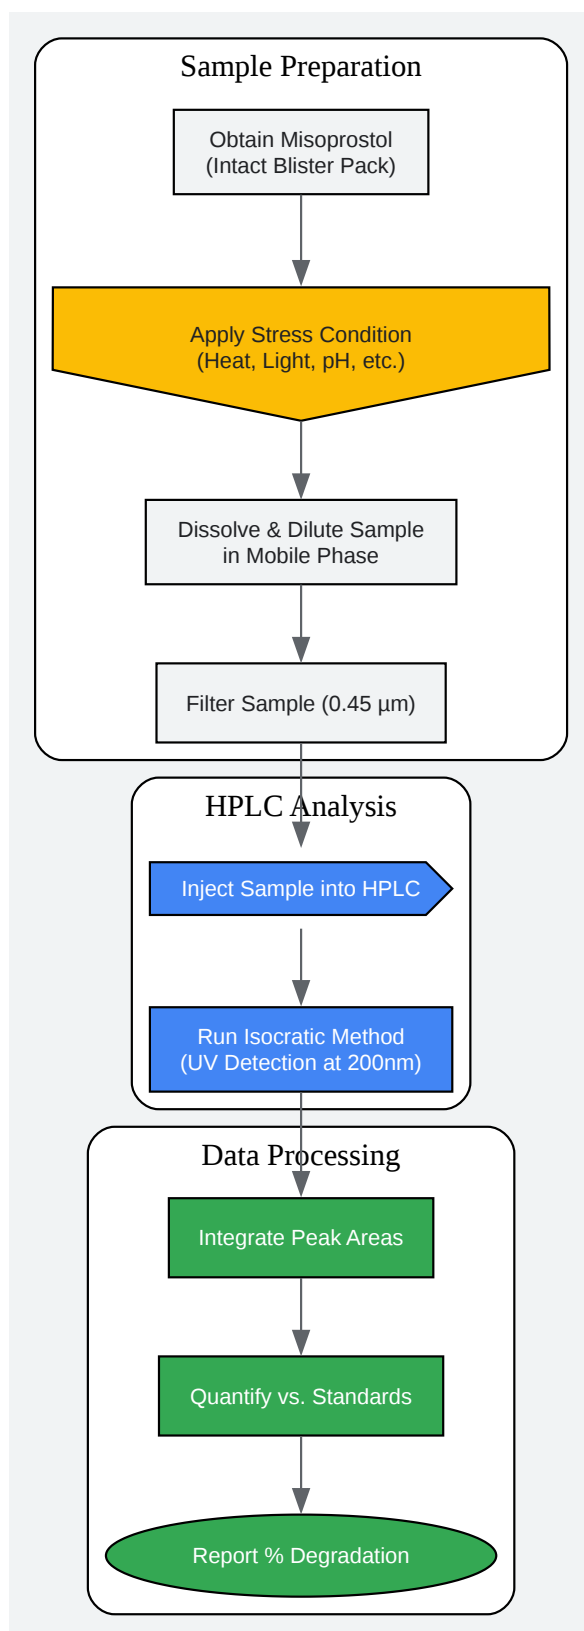 Sample Preparation
Obtain Misoprostol
(Intact Blister Pack)
Apply Stress Condition
(Heat, Light, pH, etc.)
Dissolve & Dilute Sample
in Mobile Phase
Filter Sample (0.45 µm)
HPLC Analysis
Inject Sample into HPLC
Run Isocratic Method
(UV Detection at 200nm)
Data Processing
Integrate Peak Areas
Quantify vs. Standards
Report % Degradation